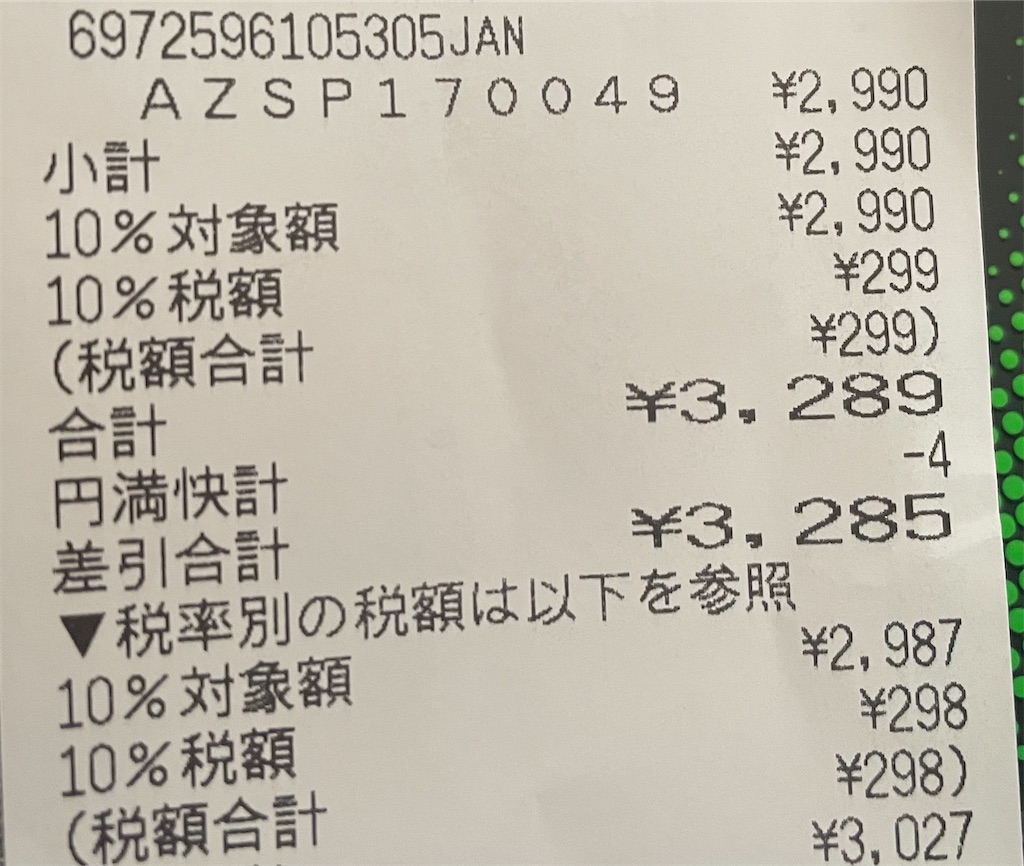 6972596105305JAN
AZSP170049 ¥2,990
小計 ¥2,990
10%対象額 ¥2,990
10%税額 ¥299
(税額合計 ¥299)
合計 ¥3,289
円満快計 -4
差引合計 ¥3,285
▼税率別の税額は以下を参照
10%対象額 ¥2,987
10%税額 ¥298
(税額合計 ¥298)
¥3,027